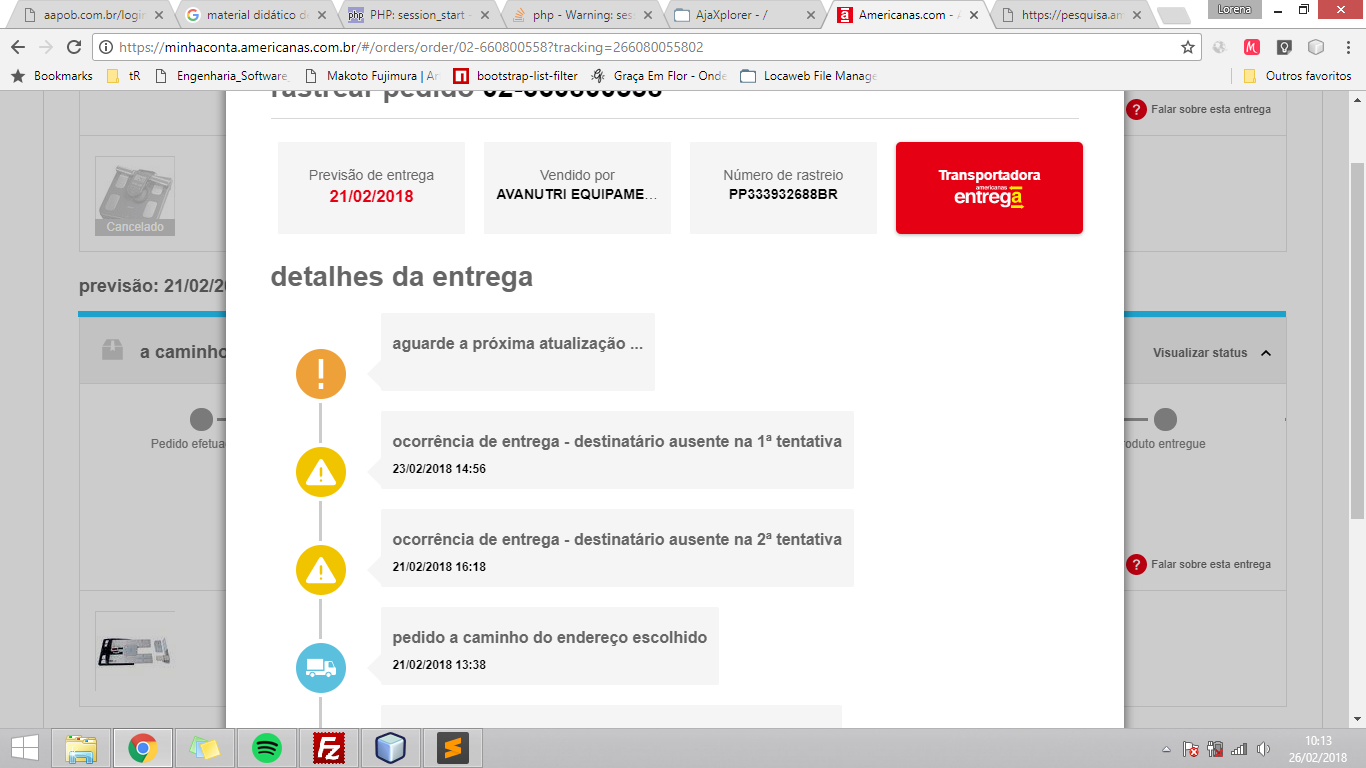 aapob.com.br/login
material didático d
PHP: session_start -
php - Warning: ses
AjaXplorer - /
Americanas.com - A
https://pesquisa.am
Lorena
https://minhaconta.americanas.com.br/#/orders/order/02-660800558?tracking=266080055802
Bookmarks
tR
Engenharia_Software_
Makoto Fujimura | Ar
bootstrap-list-filter
Graça Em Flor - Onde
Locaweb File Manage
Outros favoritos
rastrear pedido 02-660800558
Falar sobre esta entrega
Cancelado
Previsão de entrega
21/02/2018
Vendido por
AVANUTRI EQUIPAME...
Número de rastreio
PP333932688BR
Transportadora
americanas
entrega
detalhes da entrega
previsão: 21/02/20
a caminho
Visualizar status
aguarde a próxima atualização ...
Pedido efetua
roduto entregue
ocorrência de entrega - destinatário ausente na 1ª tentativa
23/02/2018 14:56
ocorrência de entrega - destinatário ausente na 2ª tentativa
21/02/2018 16:18
Falar sobre esta entrega
pedido a caminho do endereço escolhido
21/02/2018 13:38
10:13
26/02/2018